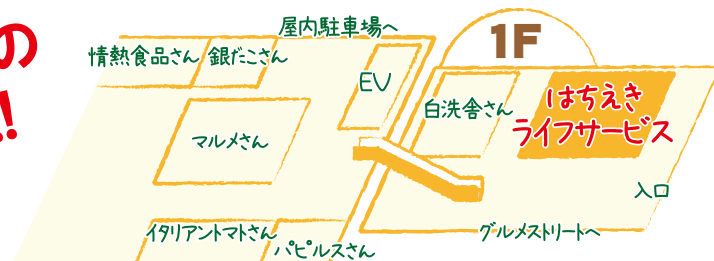 の
!!
屋内駐車場へ
1F
情熱食品さん
銀だこさん
EV
白洗舎さん
はちえき
ライフサービス
マルメさん
入口
イタリアントマトさん
グルメストリートへ
パピルスさん